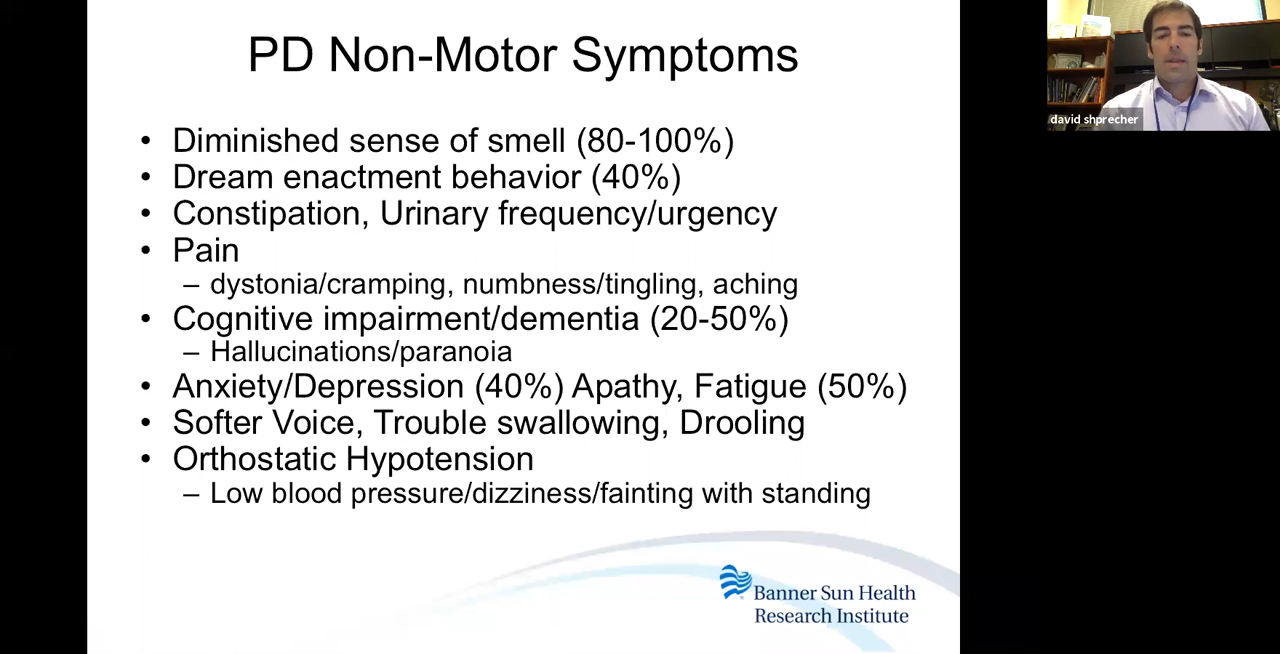 PD Non-Motor Symptoms
• Diminished sense of smell (80-100%)
• Dream enactment behavior (40%)
• Constipation, Urinary frequency/urgency
• Pain
– dystonia/cramping, numbness/tingling, aching
• Cognitive impairment/dementia (20-50%)
– Hallucinations/paranoia
• Anxiety/Depression (40%) Apathy, Fatigue (50%)
• Softer Voice, Trouble swallowing, Drooling
• Orthostatic Hypotension
– Low blood pressure/dizziness/fainting with standing
Banner Sun Health
Research Institute
david shprecher